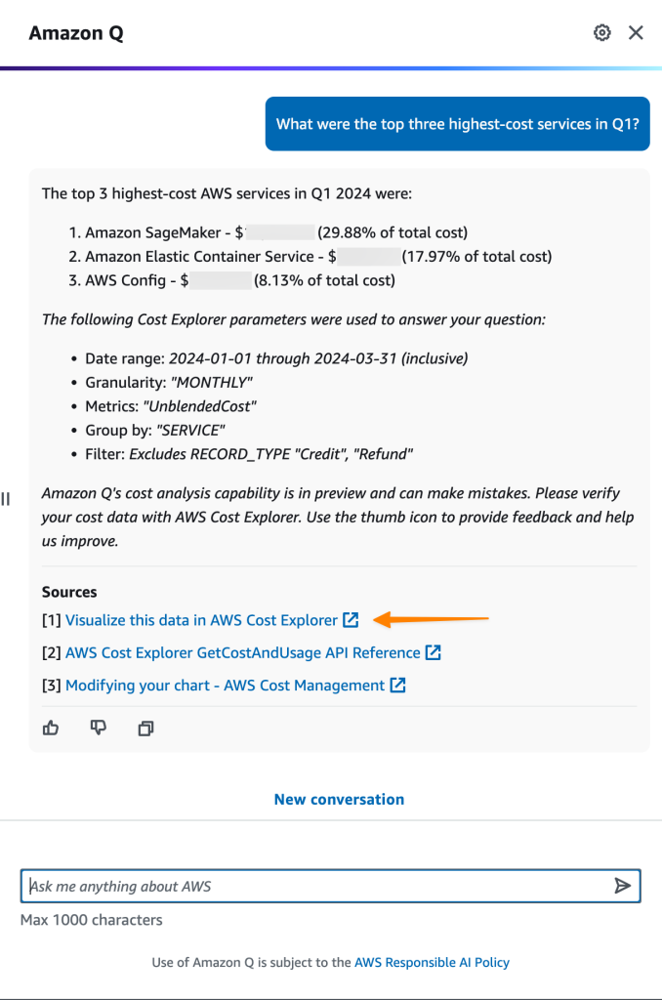 Amazon Q
What were the top three highest-cost services in Q1?
The top 3 highest-cost AWS services in Q1 2024 were:
1. Amazon SageMaker - $ (29.88% of total cost)
2. Amazon Elastic Container Service - $ (17.97% of total cost)
3. AWS Config - $ (8.13% of total cost)
The following Cost Explorer parameters were used to answer your question:
• Date range: 2024-01-01 through 2024-03-31 (inclusive)
• Granularity: "MONTHLY"
• Metrics: "UnblendedCost"
• Group by: "SERVICE"
• Filter: Excludes RECORD_TYPE "Credit", "Refund"
Amazon Q's cost analysis capability is in preview and can make mistakes. Please verify
your cost data with AWS Cost Explorer. Use the thumb icon to provide feedback and help
us improve.
Sources
[1] Visualize this data in AWS Cost Explorer
[2] AWS Cost Explorer GetCostAndUsage API Reference
[3] Modifying your chart - AWS Cost Management
New conversation
Ask me anything about AWS
Max 1000 characters
Use of Amazon Q is subject to the AWS Responsible AI Policy